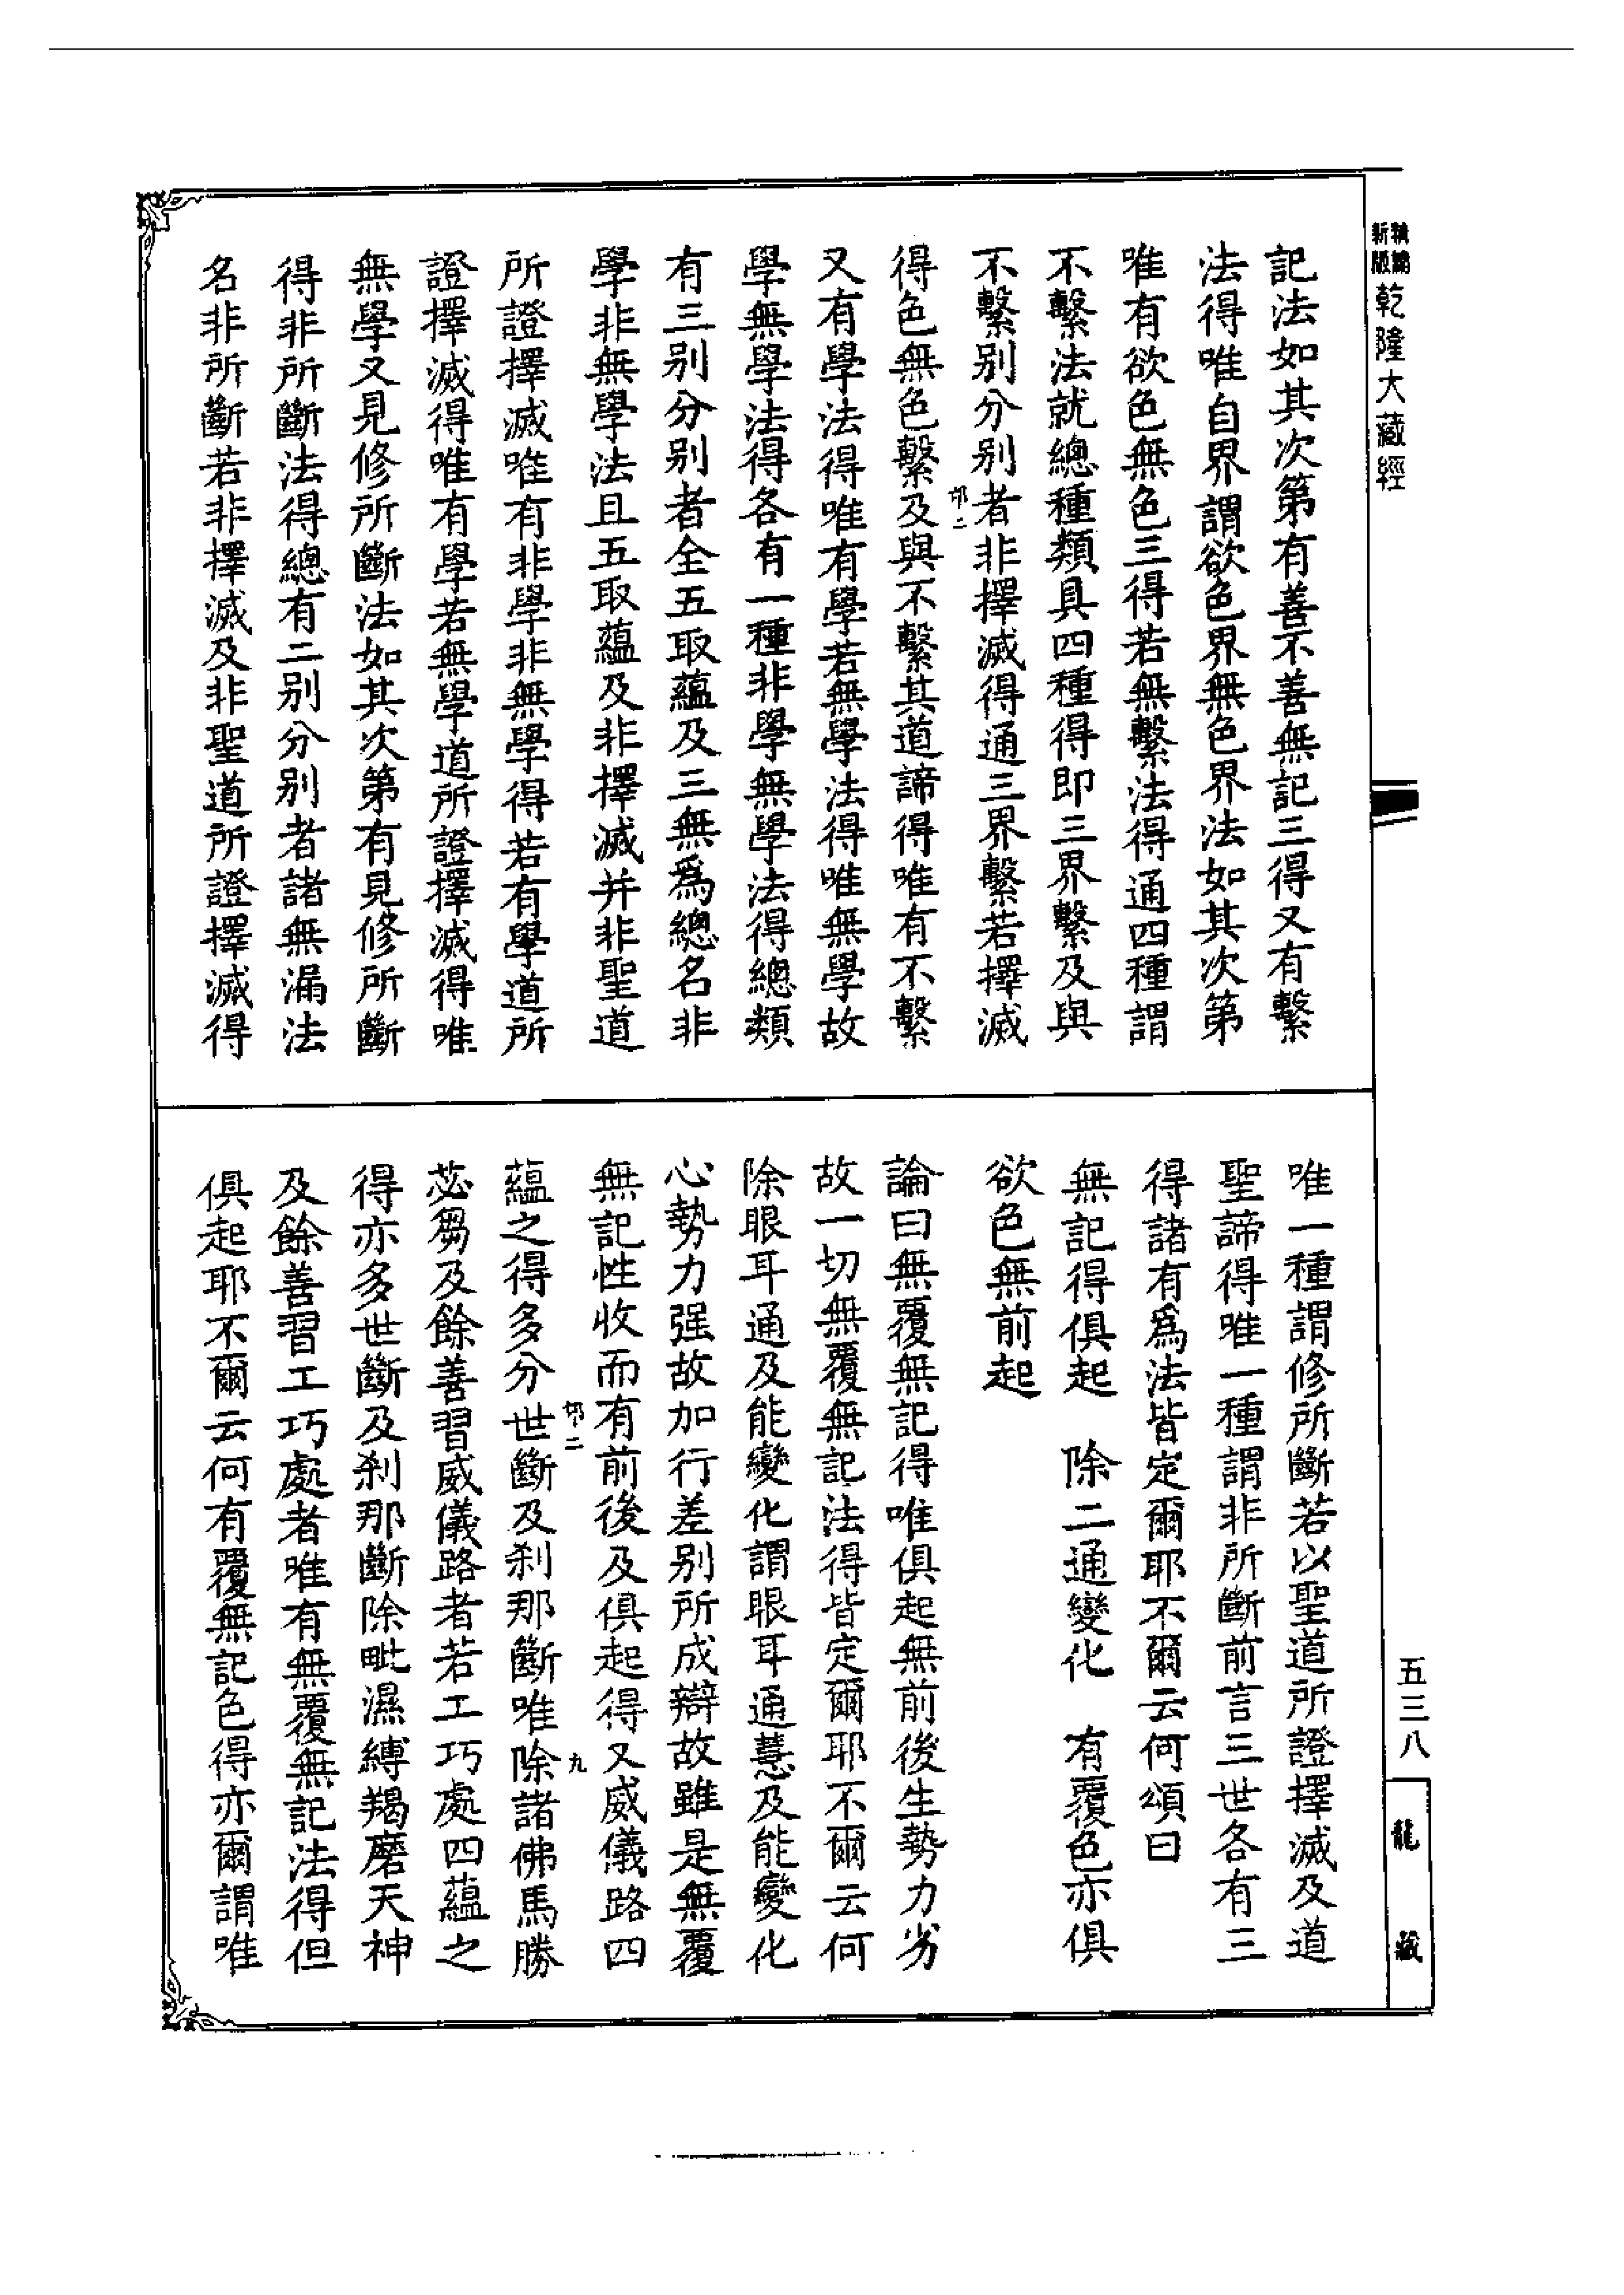 新版
乾隆大藏經
記法如其次第有善不善無記三得又有繫
法得唯自界謂欲色界無色界法如其次第
唯有欲色無色三得若無繫法得通四種謂
不繫法就總種類具四種得即三界繫及與
不繫別分別者非擇滅得通三界繫若擇滅
得色無色繫及與不繫其道諦得唯有不繫
又有學法得唯有學若無學法得唯無學故
學無學法得各有一種非學無學法得總類
有三別分別者全五取蘊及三無為總名非
學非無學法且五取蘊及非擇滅并非聖道
所證擇滅唯有非學非無學得若有學道所
證擇滅得唯有學若無學道所證擇滅得唯
無學又見修所斷法如其次第有見修所斷
得非所斷法得總有二別分別者諸無漏法
名非所斷若非擇滅及非聖道所證擇滅得
唯一種謂修所斷若以聖道所證擇滅及道
聖諦得唯一種謂非所斷前言三世各有三
得諸有為法皆定爾耶不爾云何頌曰
無記得俱起　除二通變化　有覆色亦俱
欲色無前起
論曰無覆無記得唯俱起無前後生勢力劣
故一切無覆無記法得皆定爾耶不爾云何
除眼耳通及能變化謂眼耳通慧及能變化
心勢力强故加行差別所成辯故雖是無覆
無記性收而有前後及俱起得又威儀路四
蘊之得多分世斷及刹那斷唯除諸佛馬勝
苾芻及餘善習威儀路者若工巧處四蘊之
得亦多世斷及刹那斷除毗濕縛羯磨天神
及餘善習工巧處者唯有無覆無記法得但
俱起耶不爾云何有覆無記色得亦爾謂唯
五三八
龍藏